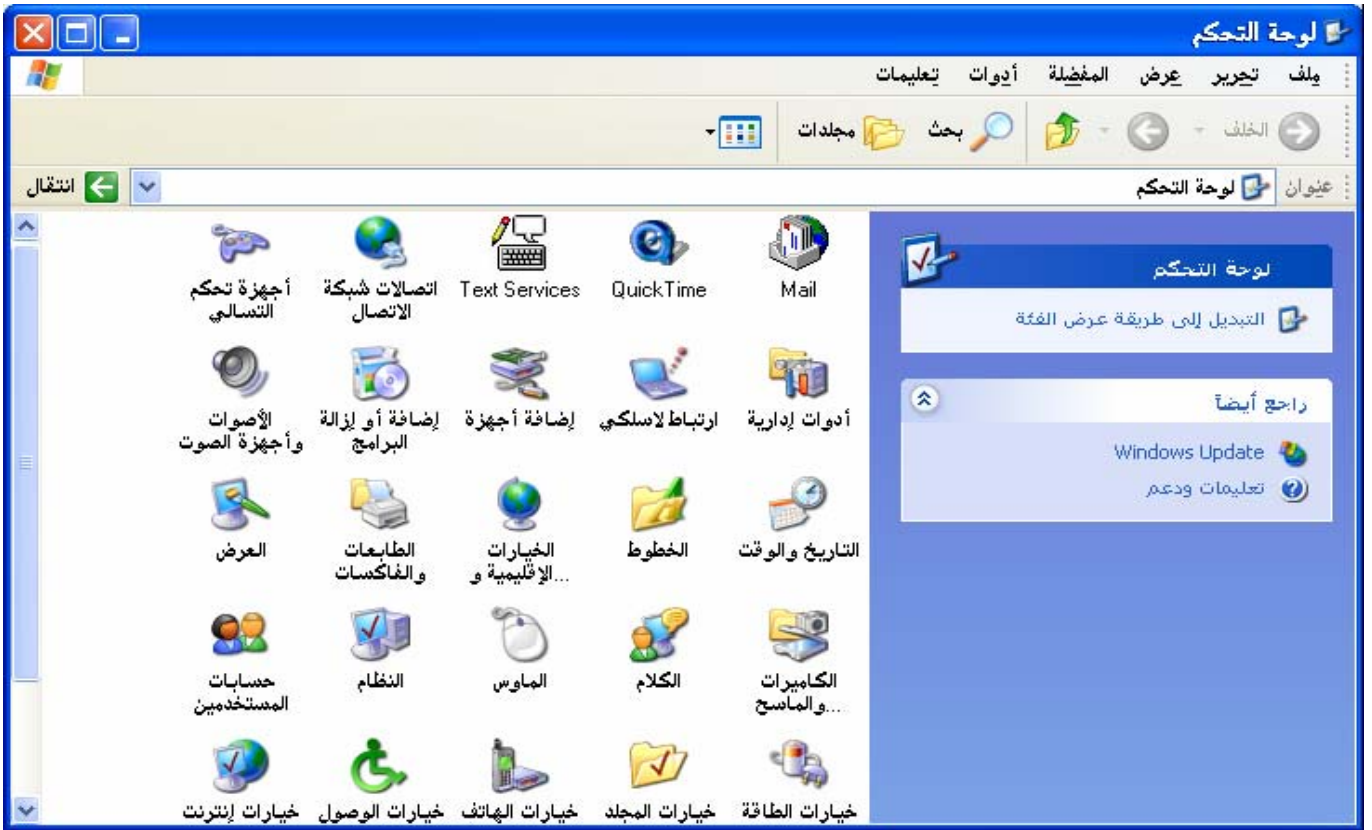 لوحة التحكم
ملف تحرير عرض المفضلة أدوات تعليمات
الخلف بحث مجلدات
عنوان لوحة التحكم انتقال
لوحة التحكم
التبديل إلى طريقة عرض الفئة
راجع أيضاً
Windows Update
تعليمات ودعم
Mail
QuickTime
Text Services
اتصالات شبكة
الاتصال
أجهزة تحكم
التسالي
أدوات إدارية
ارتباط لاسلكي
إضافة أجهزة
إضافة أو إزالة
البرامج
الأصوات
وأجهزة الصوت
التاريخ والوقت
الخطوط
الخيارات
الإقليمية و...
الطابعات
والفاكسات
العرض
الكاميرات
والماسح...
الكلام
الماوس
النظام
حسابات
المستخدمين
خيارات الطاقة
خيارات المجلد
خيارات الهاتف
خيارات الوصول
خيارات إنترنت